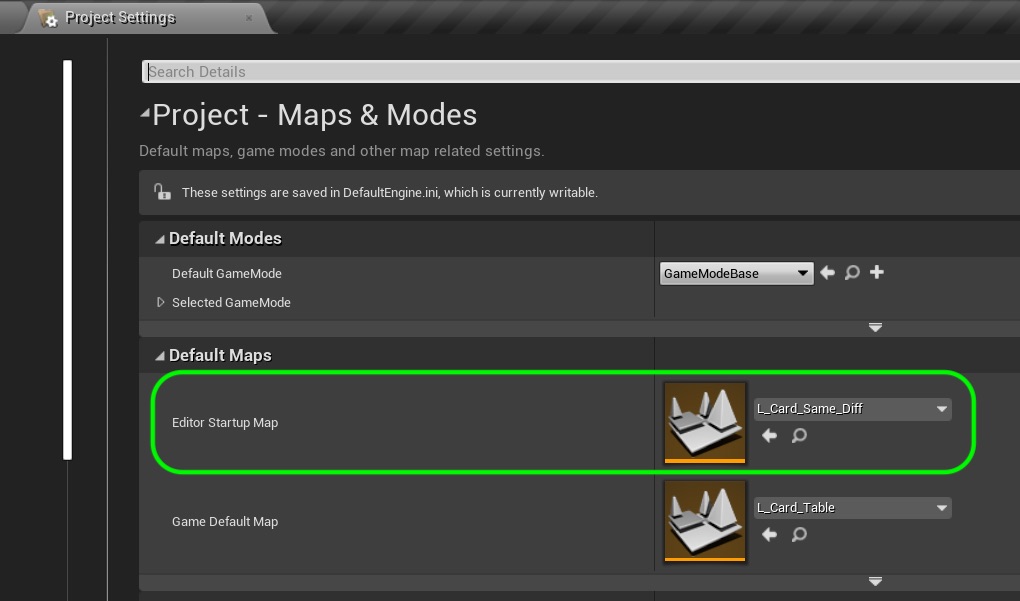 Project Settings
Search Details
Project - Maps & Modes
Default maps, game modes and other map related settings.
These settings are saved in DefaultEngine.ini, which is currently writable.
Default Modes
Default GameMode GameModeBase
Selected GameMode
Default Maps
Editor Startup Map L_Card_Same_Diff
Game Default Map L_Card_Table